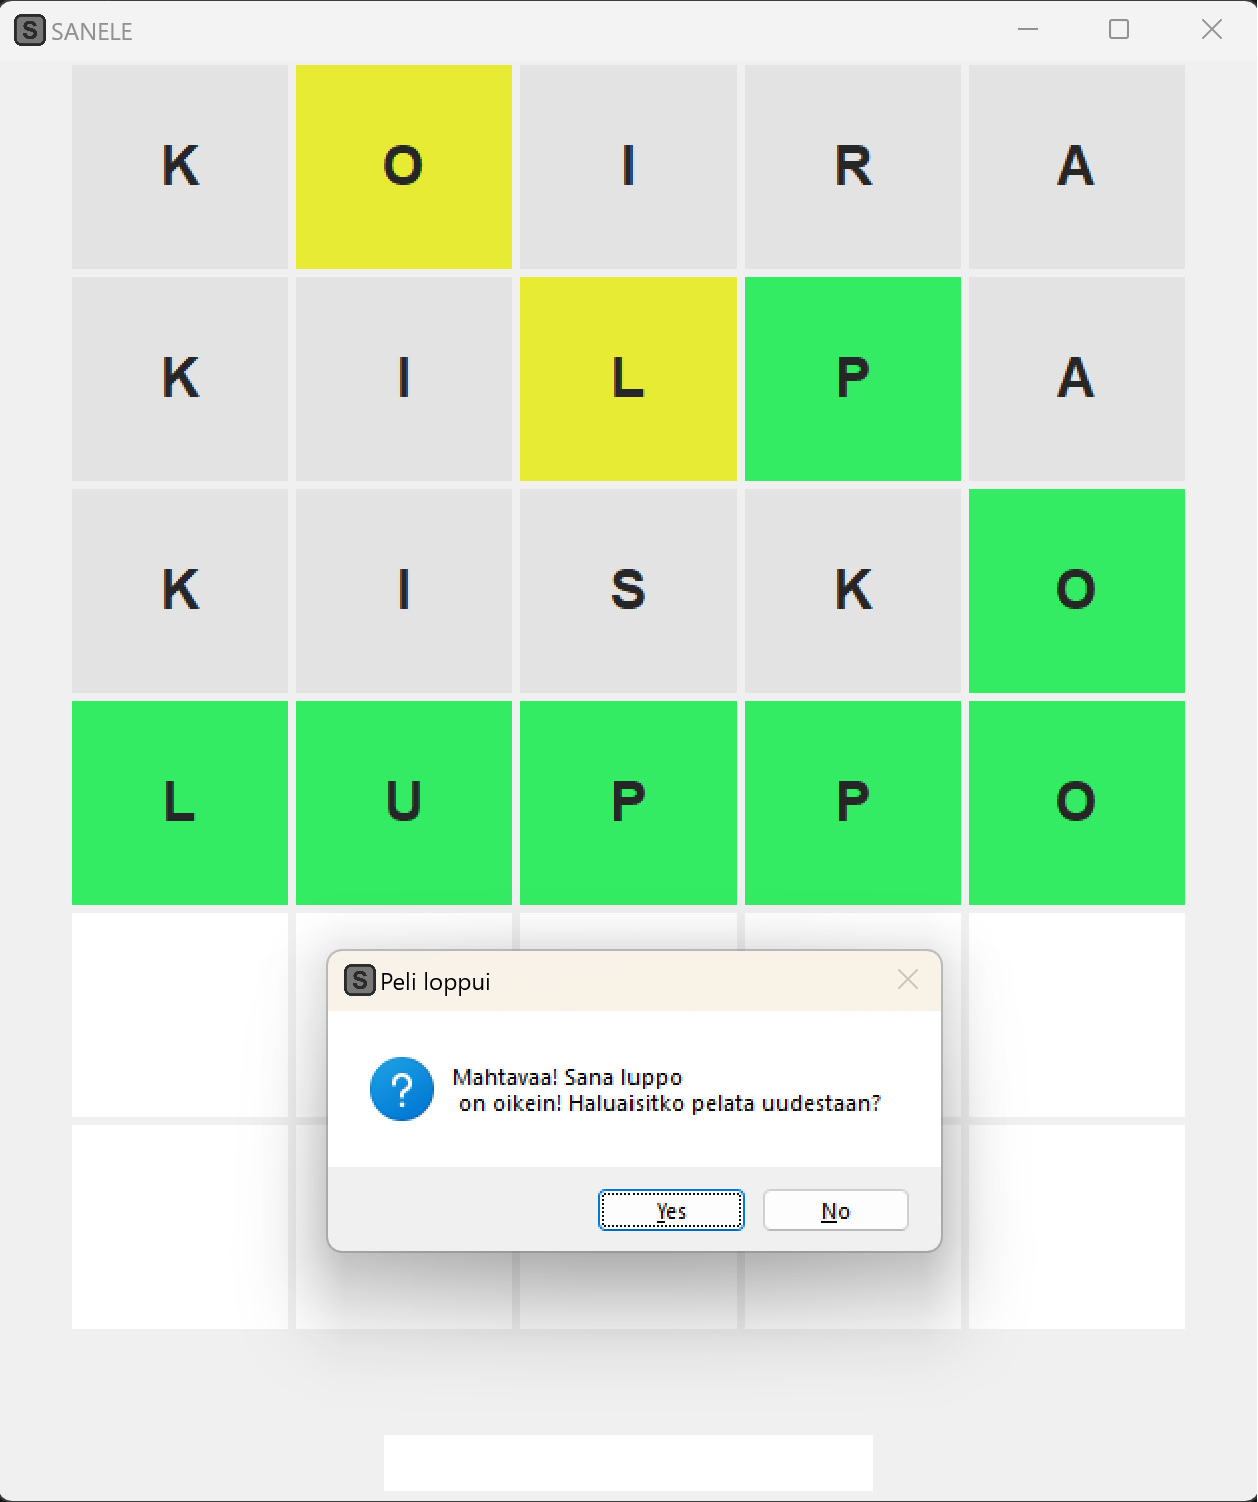 S SANELE
K O I R A
K I L P A
K I S K O
L U P P O
S Peli loppui
? Mahtavaa! Sana luppo
on oikein! Haluaisitko pelata uudestaan?
Yes No